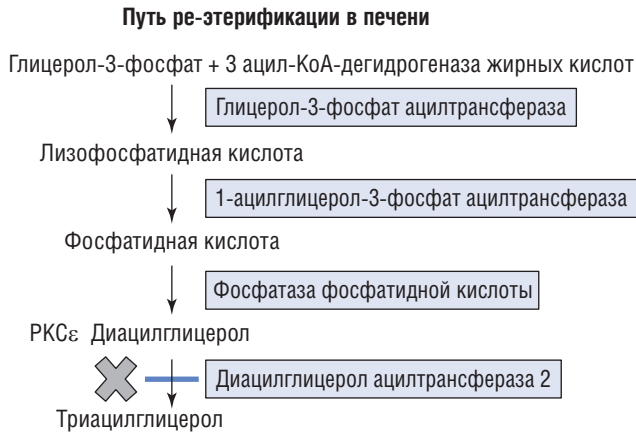 Путь ре-этерификации в печени
Глицерол-3-фосфат + 3 ацил-КоА-дегидрогеназа жирных кислот
Глицерол-3-фосфат ацилтрансфераза
Лизофосфатидная кислота
1-ацилглицерол-3-фосфат ацилтрансфераза
Фосфатидная кислота
Фосфатаза фосфатидной кислоты
PKCε Диацилглицерол
Диацилглицерол ацилтрансфераза 2
Триацилглицерол